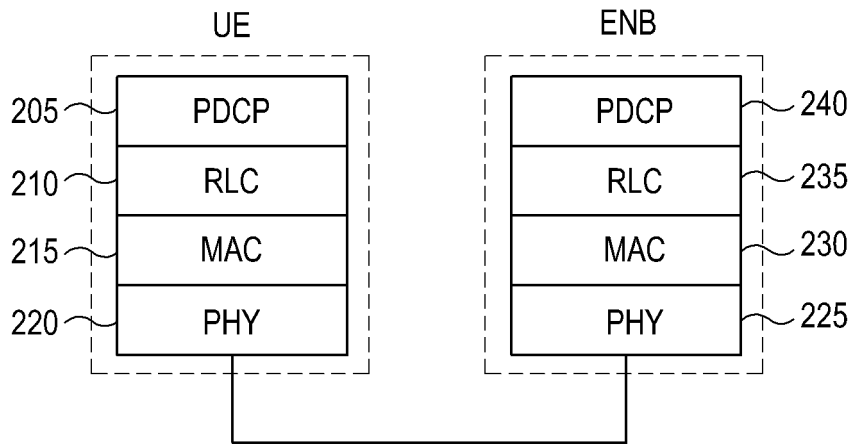 UE ENB
205 PDCP PDCP 240
210 RLC RLC 235
215 MAC MAC 230
220 PHY PHY 225